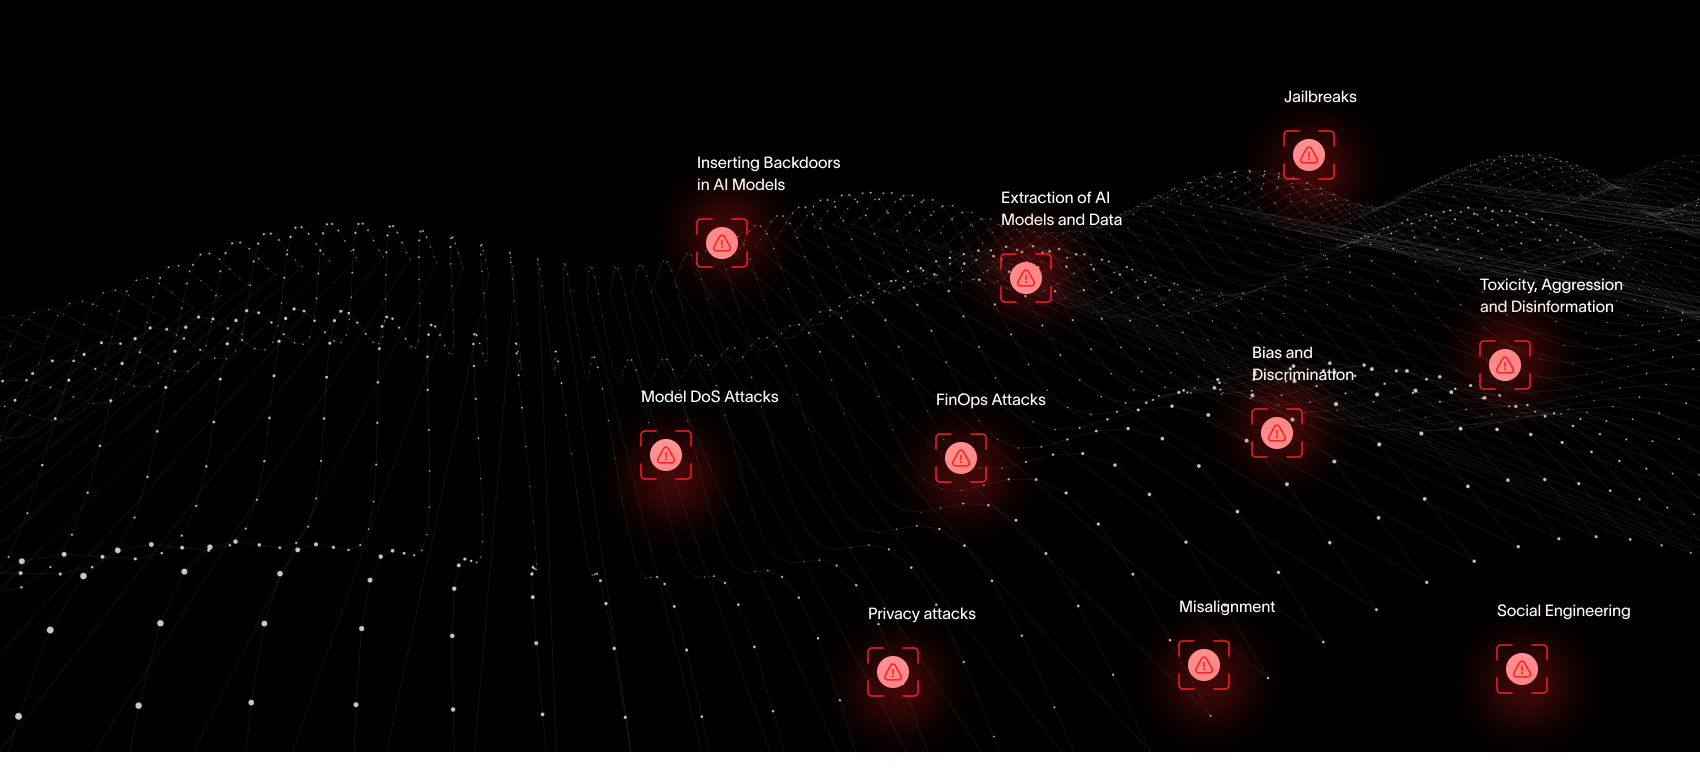 Jailbreaks
Inserting Backdoors
in AI Models
Extraction of AI
Models and Data
Toxicity, Aggression
and Disinformation
Bias and
Discrimination
Model DoS Attacks
FinOps Attacks
Privacy attacks
Misalignment
Social Engineering